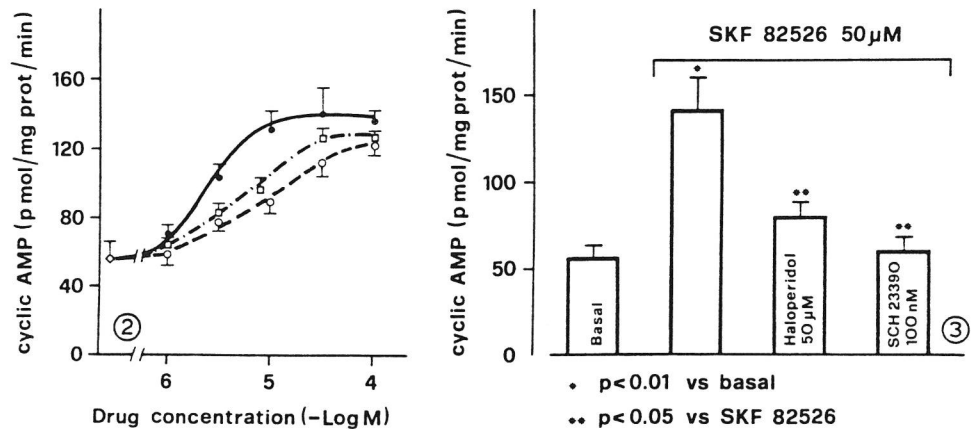 cyclic AMP (pmol/mg prot/min)
160
120
80
40
0
②
6 5 4
Drug concentration (-Log M)
cyclic AMP (pmol/mg prot/min)
150
100
50
0
SKF 82526 50µM
Basal
Haloperidol
50µM
SCH 23390
100 nM
③
p<0.01 vs basal
p<0.05 vs SKF 82526